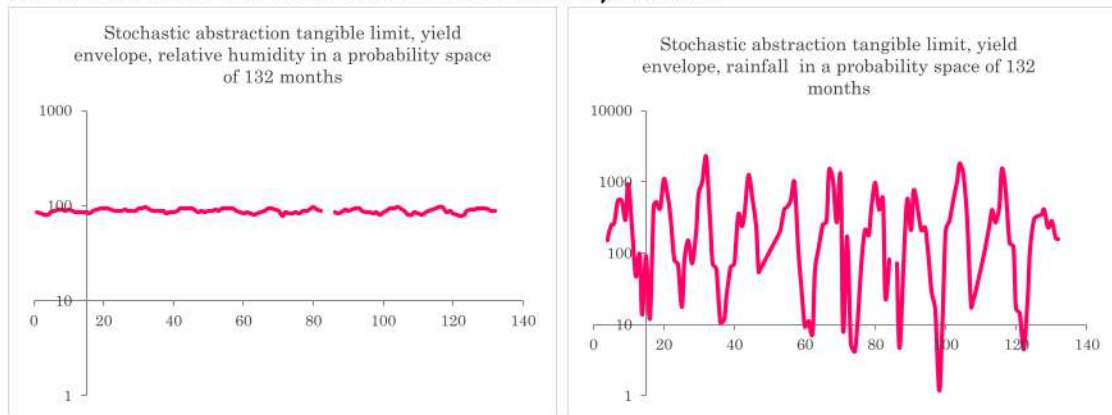 Stochastic abstraction tangible limit, yield
envelope, relative humidity in a probability space
of 132 months
1000
100
10
1
0 20 40 60 80 100 120 140
Stochastic abstraction tangible limit, yield
envelope, rainfall in a probability space of 132
months
10000
1000
100
10
1
0 20 40 60 80 100 120 140